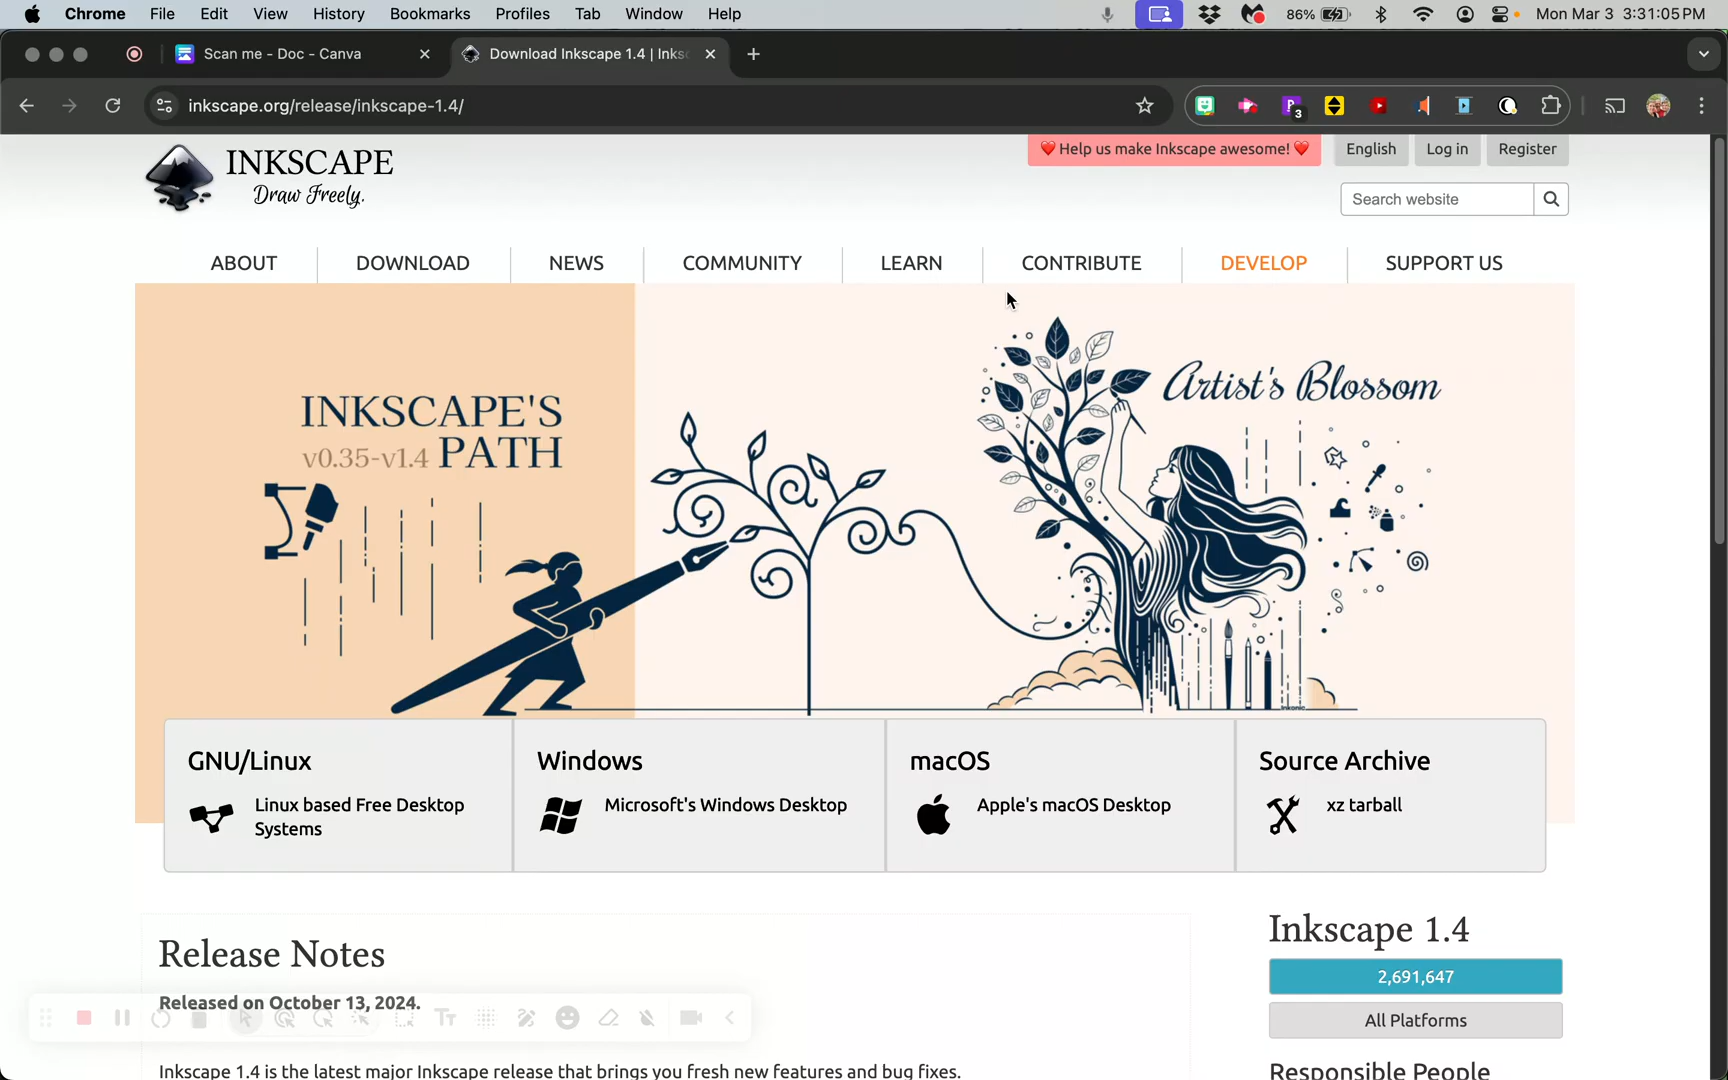 Chrome File Edit View History Bookmarks Profiles Tab Window Help 86% Mon Mar 3 3:31:05 PM
Scan me - Doc - Canva Download Inkscape 1.4 | Inks
inkscape.org/release/inkscape-1.4/ 3
INKSCAPE
Draw Freely.
Help us make Inkscape awesome! English Log in Register
Search website
ABOUT DOWNLOAD NEWS COMMUNITY LEARN CONTRIBUTE DEVELOP SUPPORT US
INKSCAPE'S
v0.35-v1.4 PATH
Artist's Blossom
GNU/Linux
Linux based Free Desktop
Systems
Windows
Microsoft's Windows Desktop
macOS
Apple's macOS Desktop
Source Archive
xz tarball
Release Notes
Released on October 13, 2024.
Tт
Inkscape 1.4 is the latest major Inkscape release that brings you fresh new features and bug fixes.
Inkscape 1.4
2,691,647
All Platforms
Responsible People